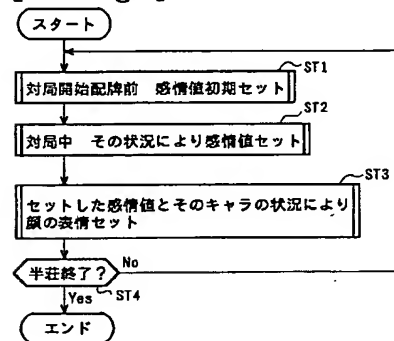 スタート
ST1
対局開始配牌前 感情値初期セット
ST2
対局中 その状況により感情値セット
ST3
セットした感情値とそのキャラの状況により
顔の表情セット
半荘終了？
No
Yes
ST4
エンド